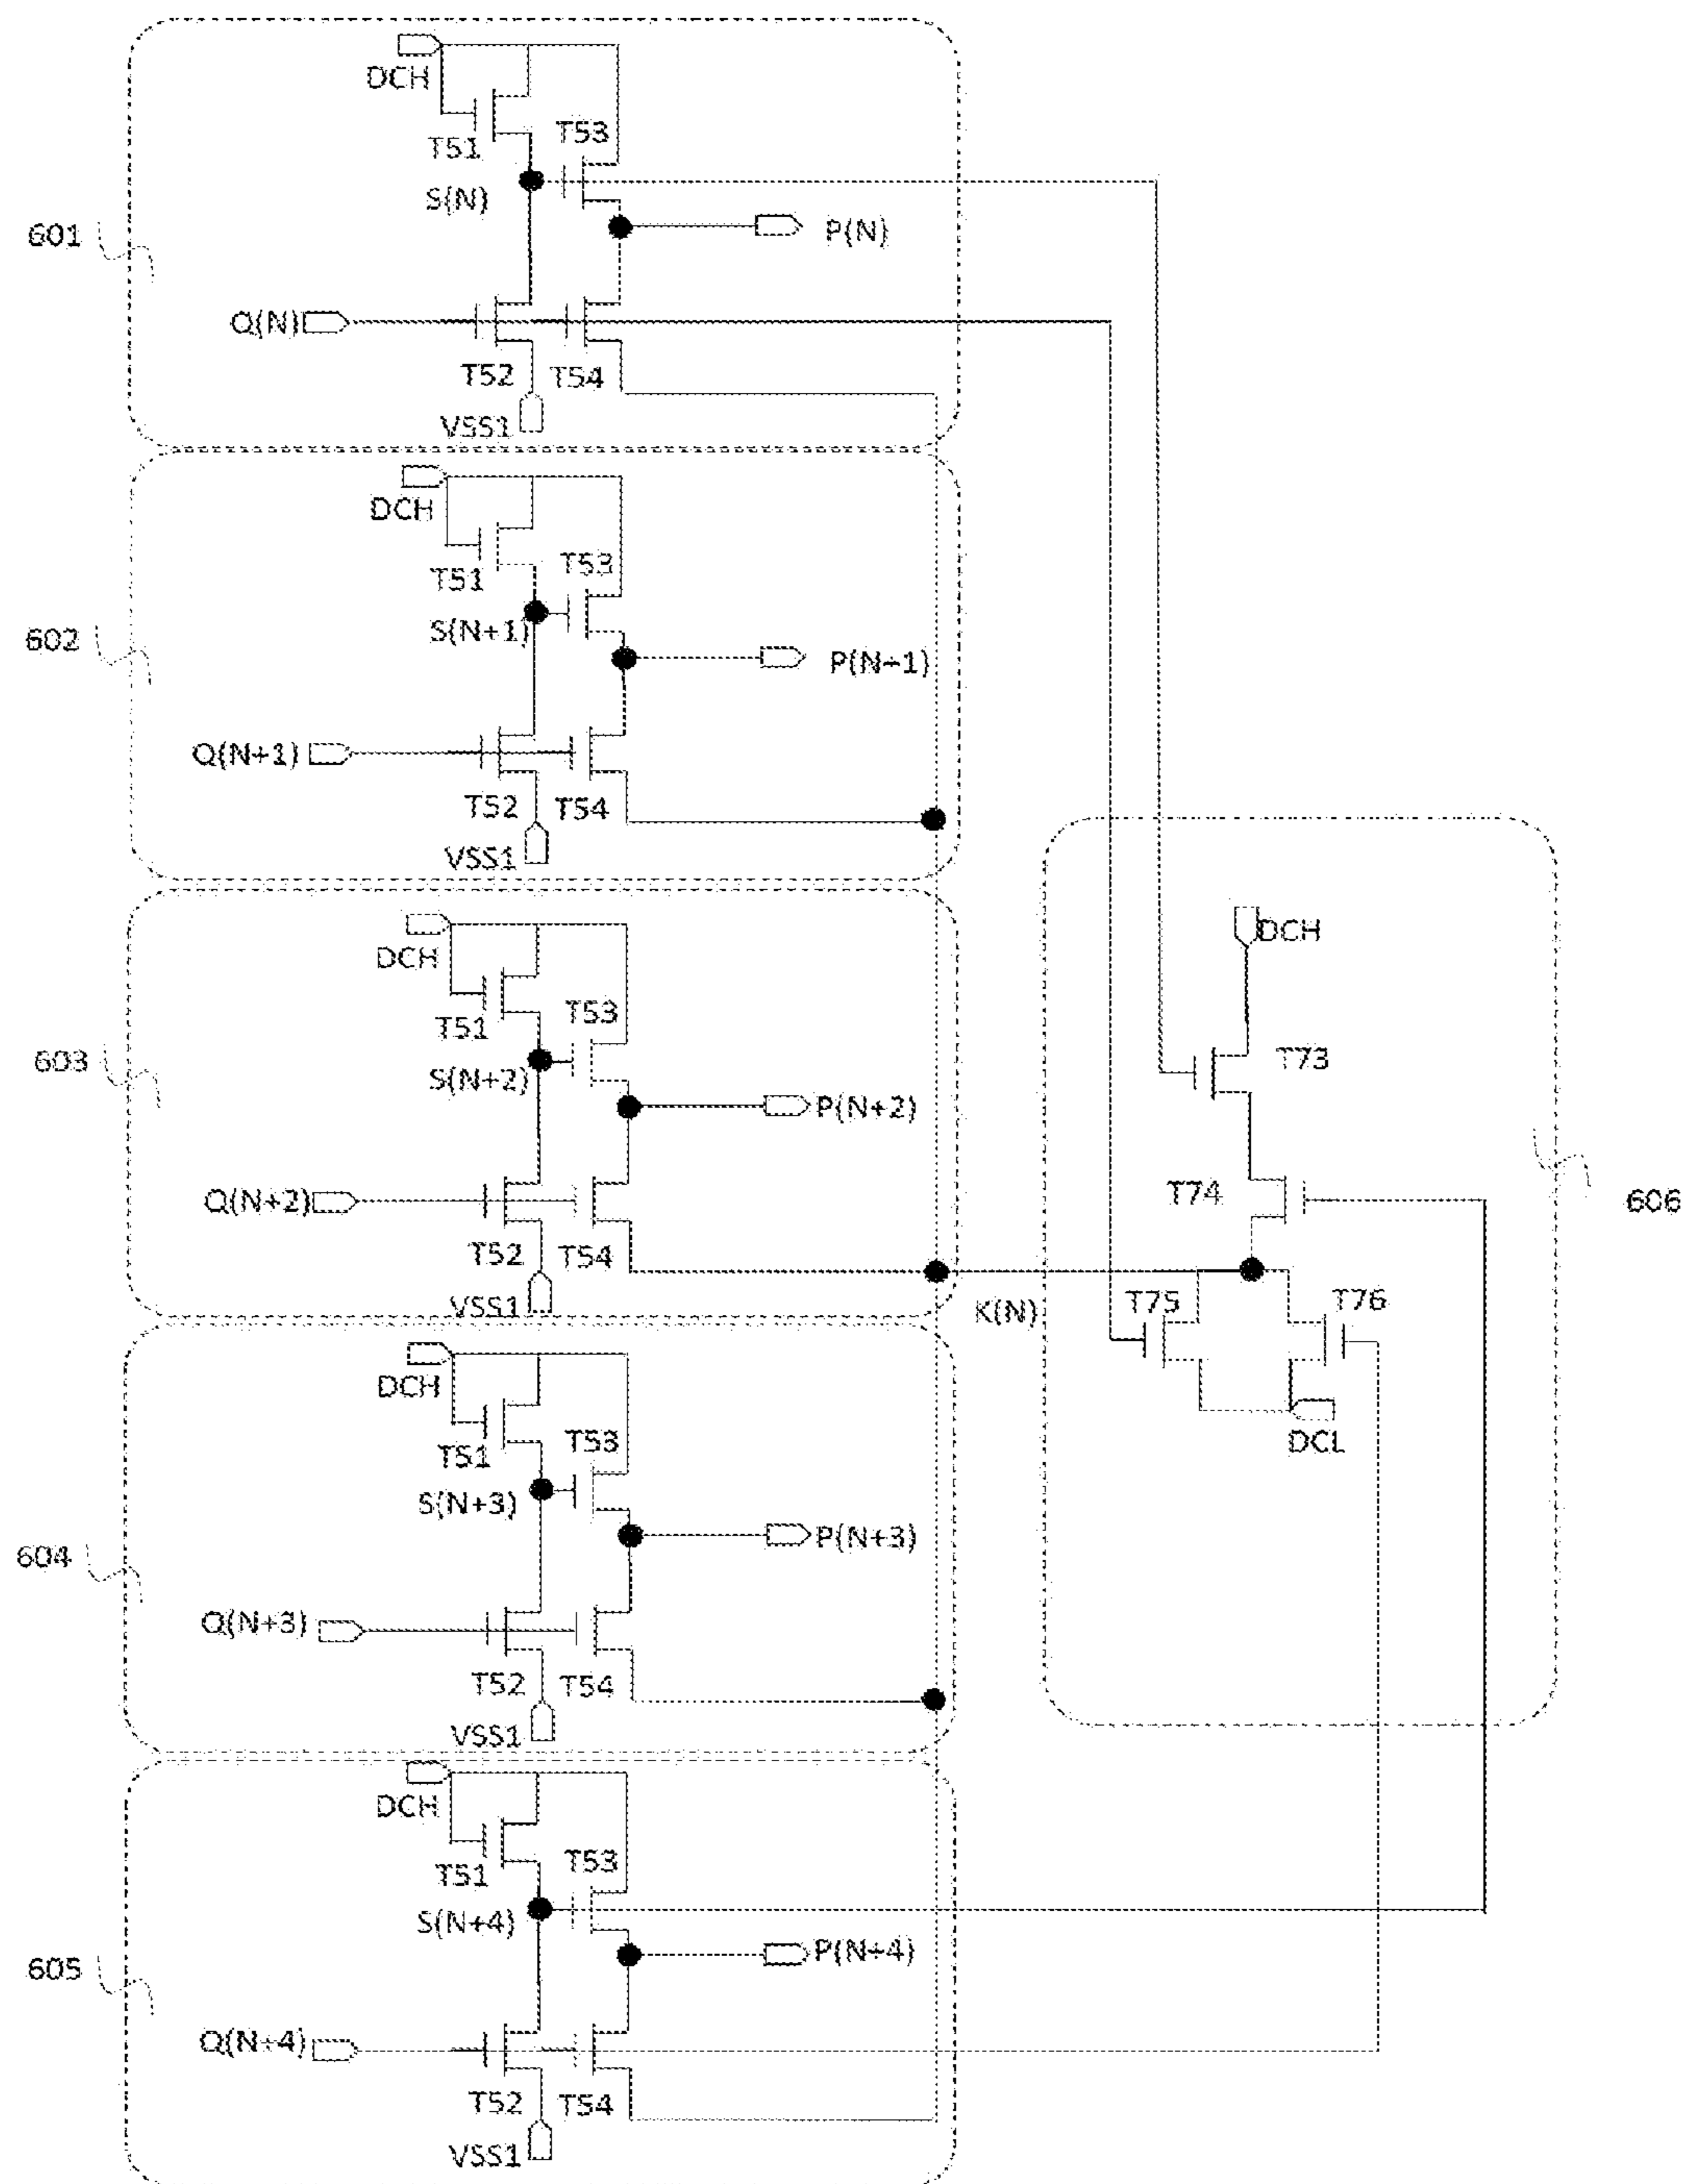 DCH
T51
T53
S(N)
P(N)
601
Q(N)
T52
T54
VSS1
DCH
T51
T53
S(N+1)
P(N+1)
602
Q(N+1)
T52
T54
VSS1
DCH
T51
T53
S(N+2)
P(N+2)
603
Q(N+2)
T52
T54
VSS1
DCH
T73
T74
606
K(N)
T75
T76
DCL
DCH
T51
T53
S(N+3)
P(N+3)
604
Q(N+3)
T52
T54
VSS1
DCH
T51
T53
S(N+4)
P(N+4)
605
Q(N+4)
T52
T54
VSS1